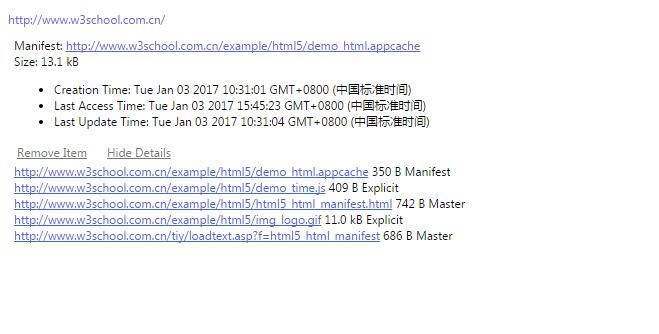 http://www.w3school.com.cn/
Manifest: http://www.w3school.com.cn/example/html5/demo_html.appcache
Size: 13.1 kB
• Creation Time: Tue Jan 03 2017 10:31:01 GMT+0800 (中国标准时间)
• Last Access Time: Tue Jan 03 2017 15:45:23 GMT+0800 (中国标准时间)
• Last Update Time: Tue Jan 03 2017 10:31:04 GMT+0800 (中国标准时间)
Remove Item Hide Details
http://www.w3school.com.cn/example/html5/demo_html.appcache 350 B Manifest
http://www.w3school.com.cn/example/html5/demo_time.js 409 B Explicit
http://www.w3school.com.cn/example/html5/html5_html_manifest.html 742 B Master
http://www.w3school.com.cn/example/html5/img_logo.gif 11.0 kB Explicit
http://www.w3school.com.cn/tiy/loadtext.asp?f=html5_html_manifest 686 B Master